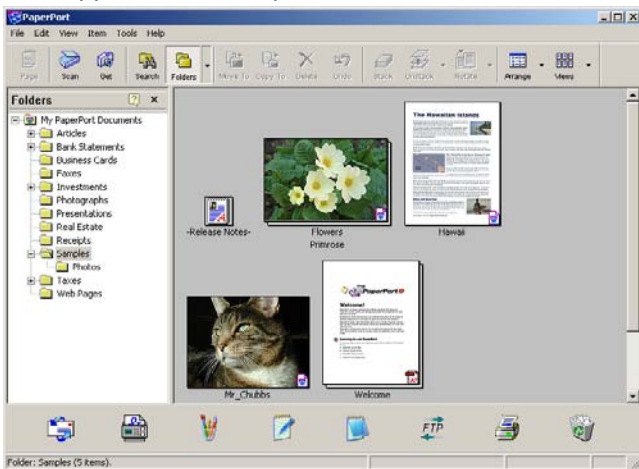 PaperPort
File Edit View Item Tools Help
Page Scan Get Search Folders Move To Copy To Delete Undo Stack Unstack Rotate Arrange Views
Folders
My PaperPort Documents
Articles
Bank Statements
Business Cards
Faxes
Investments
Photographs
Presentations
Real Estate
Receipts
Samples
Photos
Taxes
Web Pages
The Hawaiian Islands
-Release Notes-
Flowers
Primrose
Hawaii
PaperPort
Welcome!
Mr_Chubbs
Welcome
FTP
Folder: Samples (5 items).